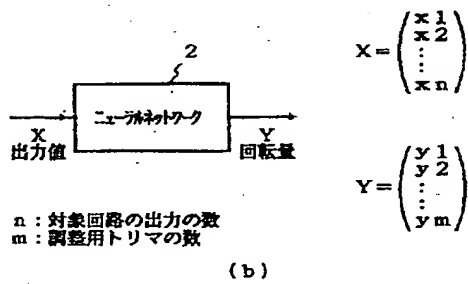 2
ニューラルネットワーク
X
出力値
Y
回転量
X=
x1
x2
⋮
xn
Y=
y1
y2
⋮
ym
n:対象回路の出力の数
m:調整用トリマの数
(b)